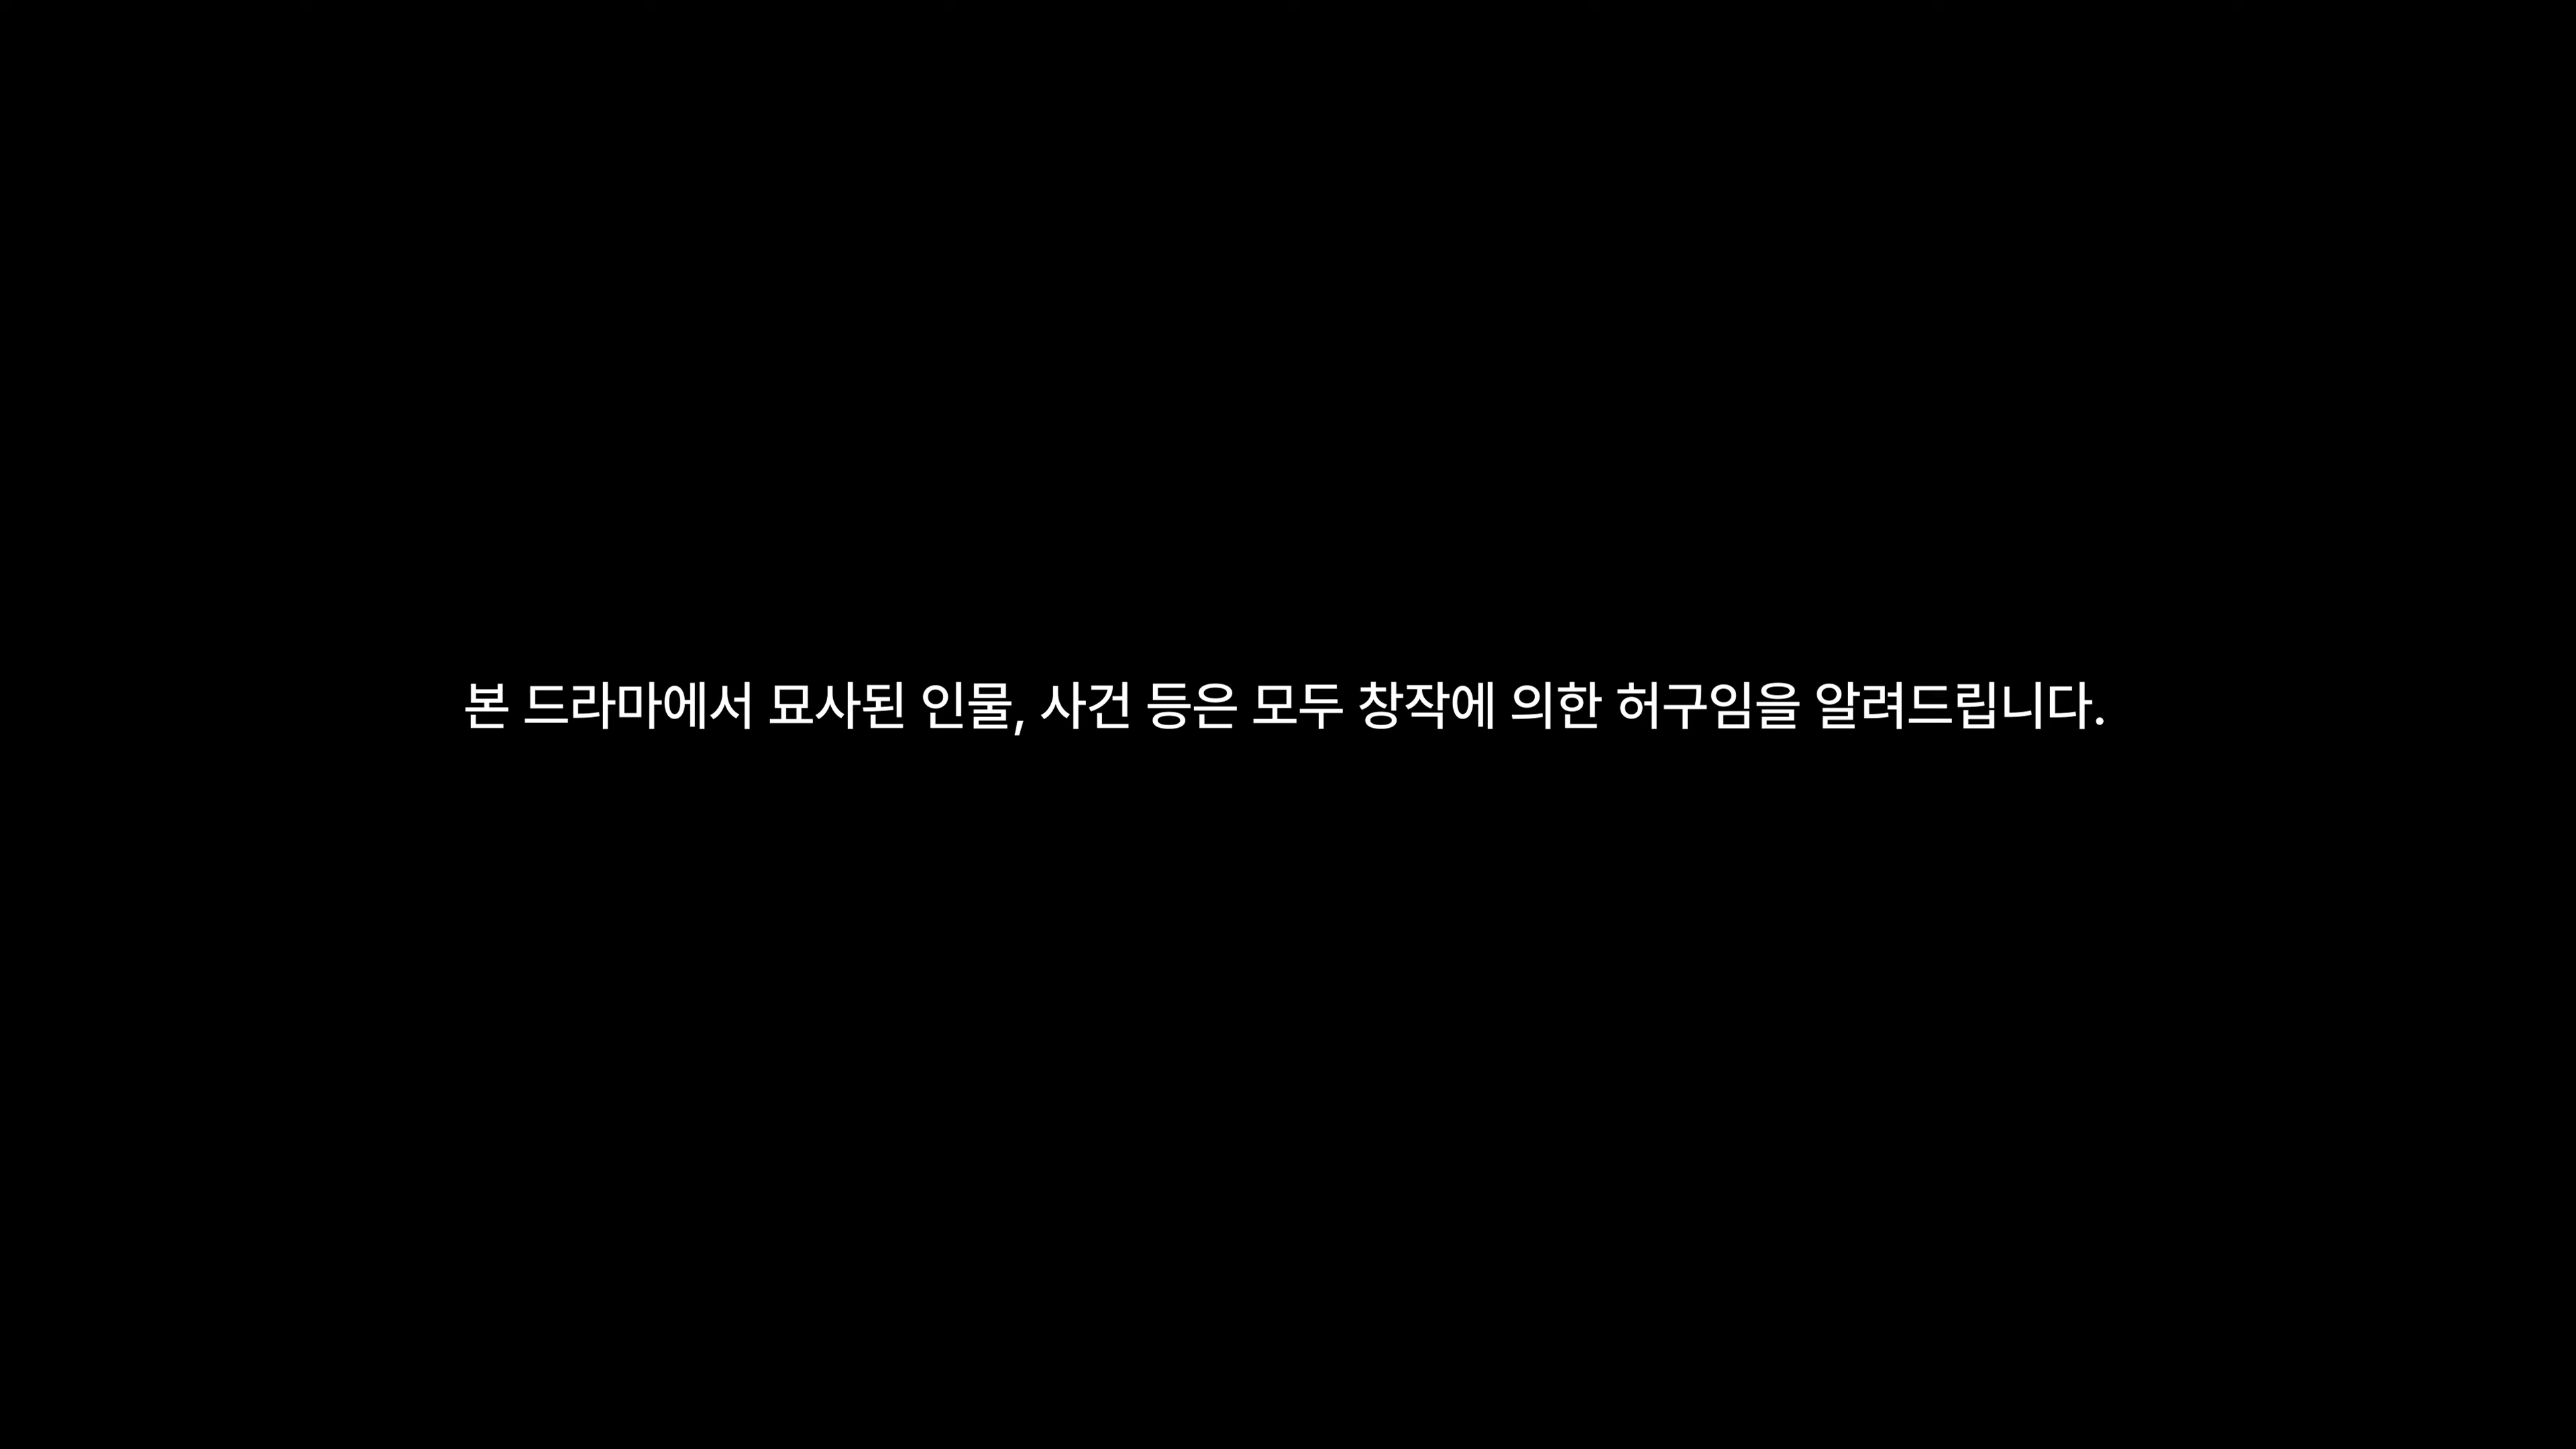 본 드라마에서 묘사된 인물, 사건 등은 모두 창작에 의한 허구임을 알려드립니다.